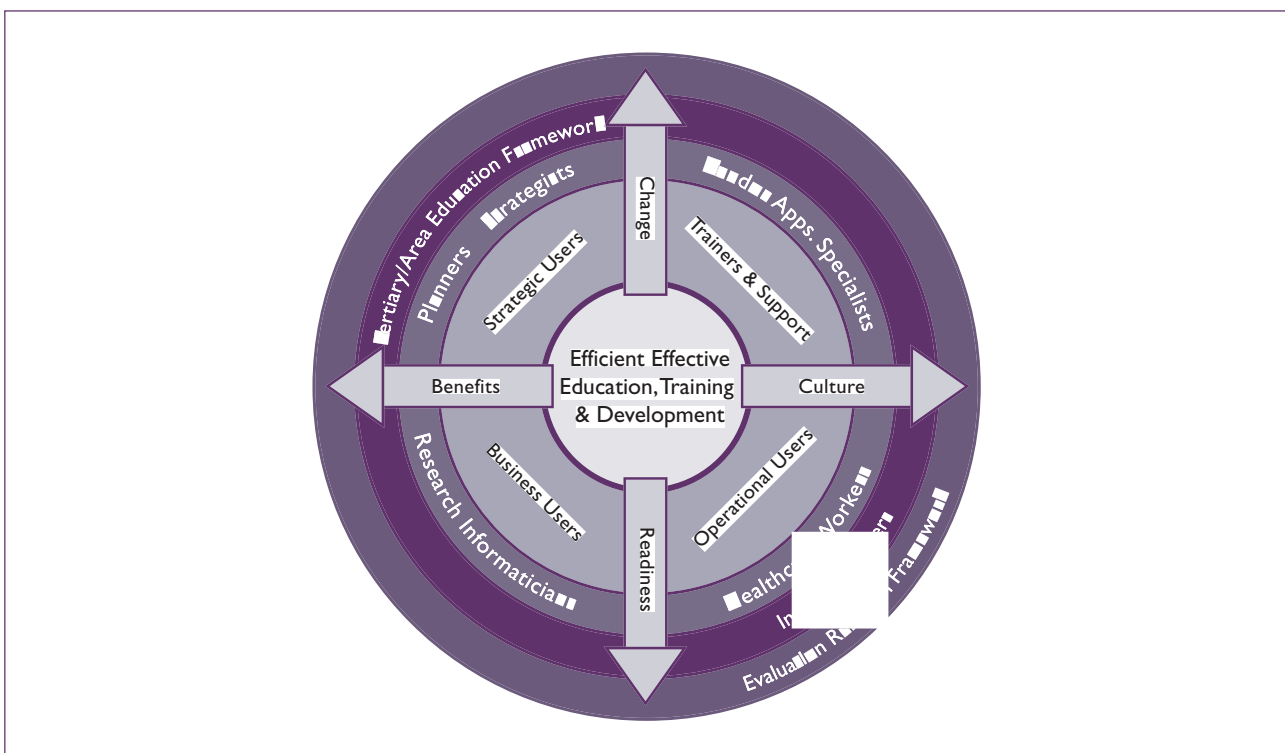 Tertiary/Area Education Framework
Planners Strategists
Apps. Specialists
Change
Strategic Users
Trainers & Support
Efficient Effective
Education, Training
& Development
Benefits
Culture
Business Users
Operational Users
Readiness
Research Informatician
Evaluation